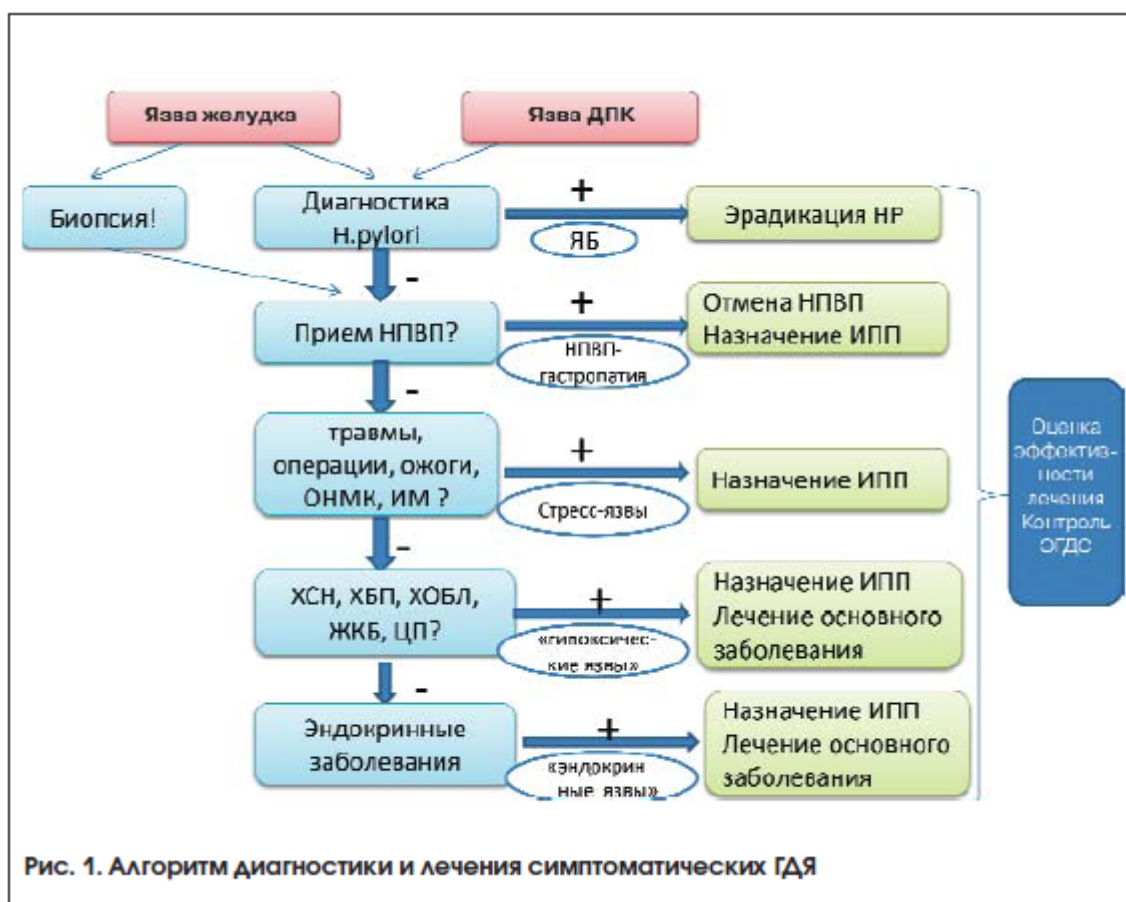 Язва желудка
Язва ДПК
Биопсия!
Диагностика
H.pylori
+
ЯБ
Эрадикация HP
-
Прием НПВП?
+
НПВП-
гастропатия
Отмена НПВП
Назначение ИПП
-
травмы,
операции, ожоги,
ОНМК, ИМ ?
+
Стресс-язвы
Назначение ИПП
-
ХСН, ХБП, ХОБЛ,
ЖКБ, ЦП?
+
«гипоксичес-
кие язвы»
Назначение ИПП
Лечение основного
заболевания
-
Эндокринные
заболевания
+
«эндокрин
ные язвы»
Назначение ИПП
Лечение основного
заболевания
Оценка
эффектив-
ности
лечения
Контроль
ЭГДС
Рис. 1. Алгоритм диагностики и лечения симптоматических ГДЯ